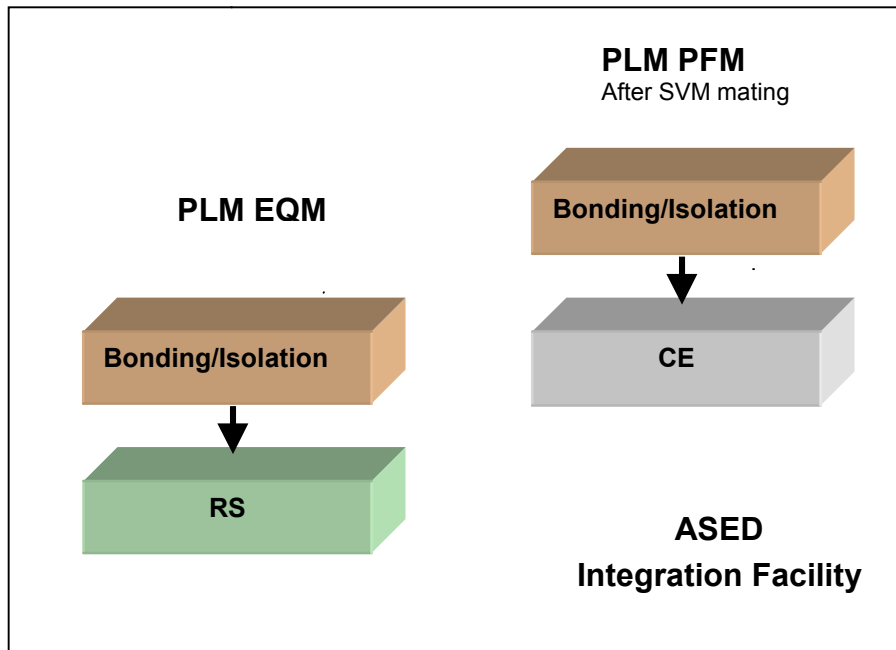 PLM PFM
After SVM mating
Bonding/Isolation
CE
PLM EQM
Bonding/Isolation
RS
ASED
Integration Facility